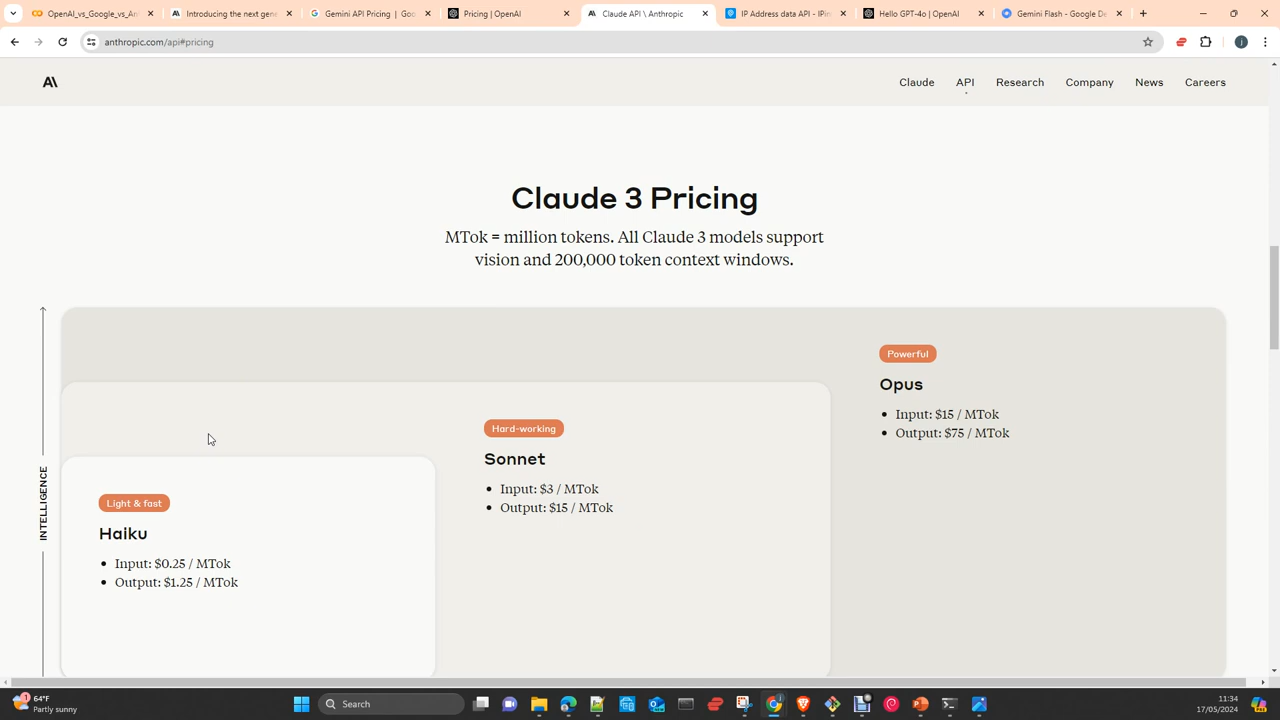 OpenAI_vs_Google_vs_An
Introducing the next gene
Gemini API Pricing | Goo
Pricing | OpenAI
Claude API \ Anthropic
IP Address data API - IPin
Hello GPT-4o | OpenAI
Gemini Flash - Google De
anthropic.com/api#pricing
Claude
API
Research
Company
News
Careers
Claude 3 Pricing
MTok = million tokens. All Claude 3 models support
vision and 200,000 token context windows.
INTELLIGENCE
Light & fast
Haiku
Input: $0.25 / MTok
Output: $1.25 / MTok
Hard-working
Sonnet
Input: $3 / MTok
Output: $15 / MTok
Powerful
Opus
Input: $15 / MTok
Output: $75 / MTok
1
64°F
Partly sunny
Search
11:34
17/05/2024